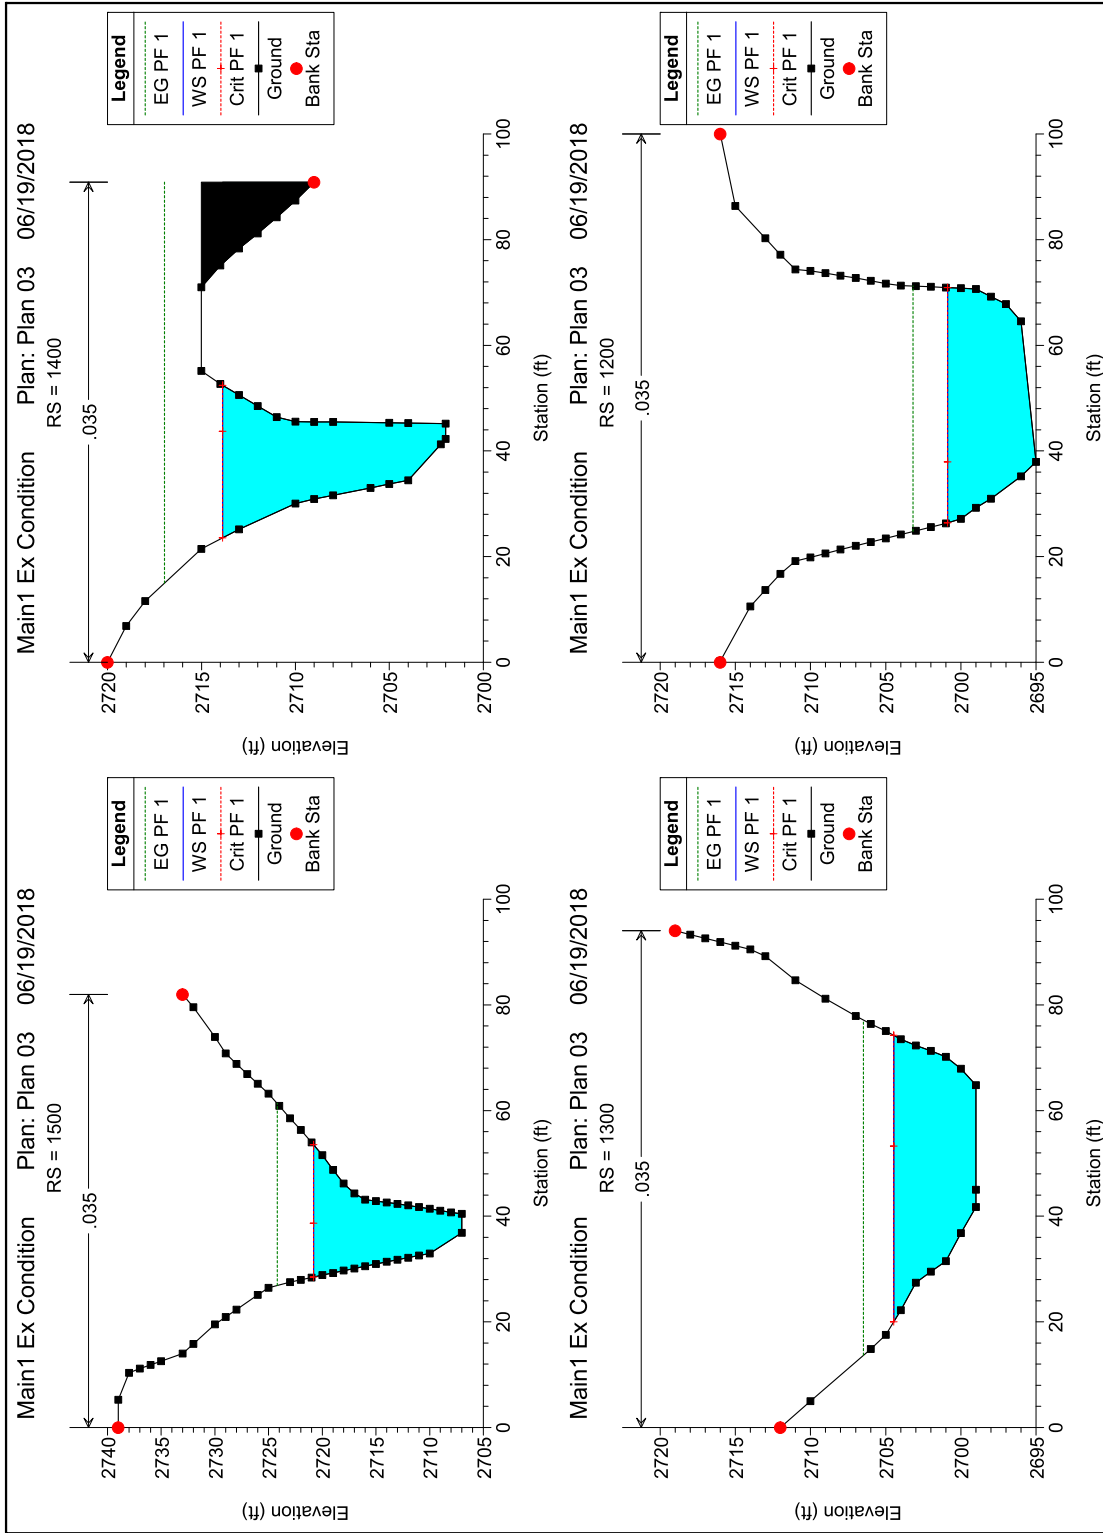 Main1 Ex Condition Plan: Plan 03 06/19/2018
RS = 1500
.035
2740
2735
2730
2725
2720
2715
2710
2705
Elevation (ft)
0 20 40 60 80 100
Station (ft)
Legend
EG PF 1
WS PF 1
Crit PF 1
Ground
Bank Sta
Main1 Ex Condition Plan: Plan 03 06/19/2018
RS = 1400
.035
2720
2715
2710
2705
2700
Elevation (ft)
0 20 40 60 80 100
Station (ft)
Legend
EG PF 1
WS PF 1
Crit PF 1
Ground
Bank Sta
Main1 Ex Condition Plan: Plan 03 06/19/2018
RS = 1300
.035
2720
2715
2710
2705
2700
2695
Elevation (ft)
0 20 40 60 80 100
Station (ft)
Legend
EG PF 1
WS PF 1
Crit PF 1
Ground
Bank Sta
Main1 Ex Condition Plan: Plan 03 06/19/2018
RS = 1200
.035
2720
2715
2710
2705
2700
2695
Elevation (ft)
0 20 40 60 80 100
Station (ft)
Legend
EG PF 1
WS PF 1
Crit PF 1
Ground
Bank Sta